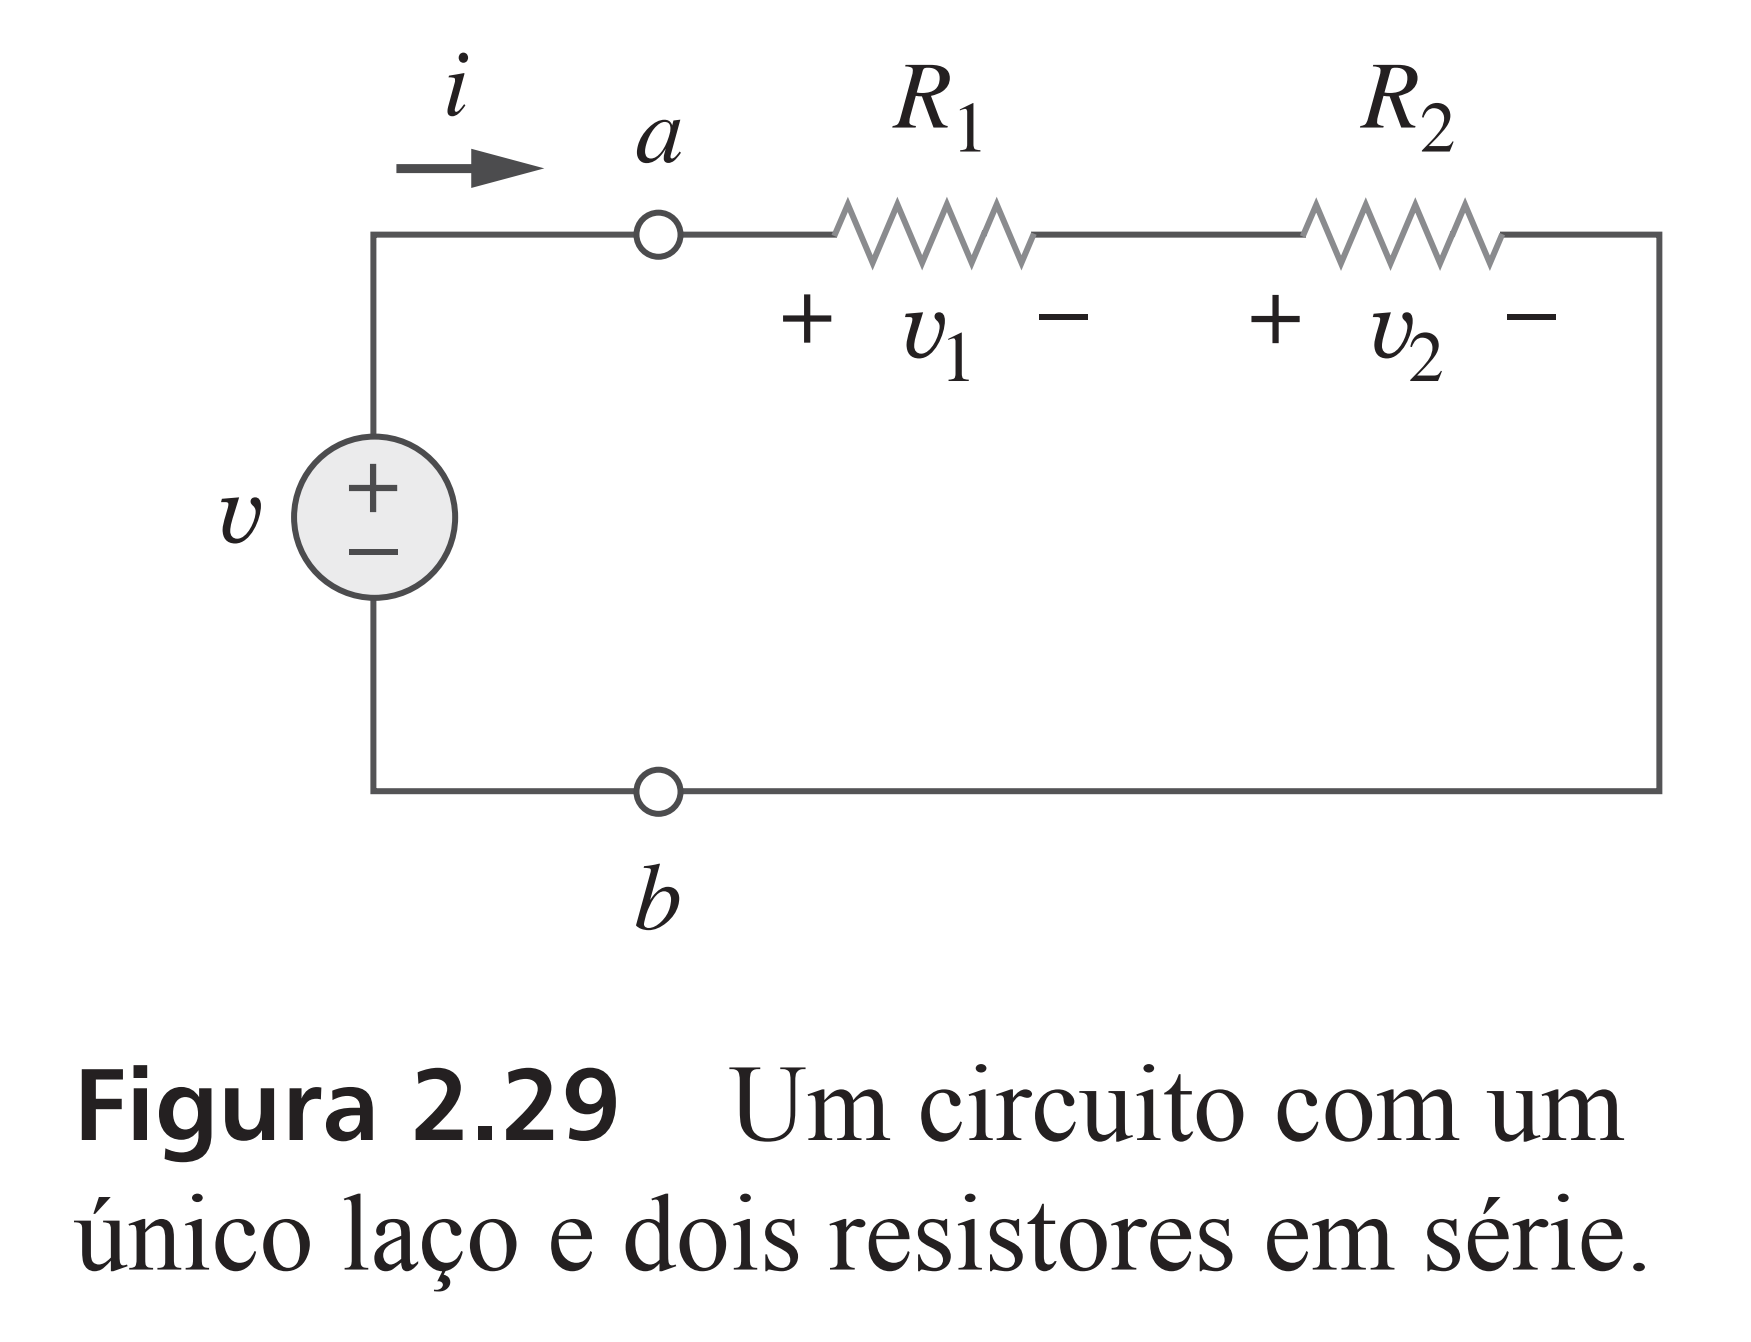 i
a
R1
R2
+ v1 −
+ v2 −
v
+
−
b
Figura 2.29 Um circuito com um
único laço e dois resistores em série.